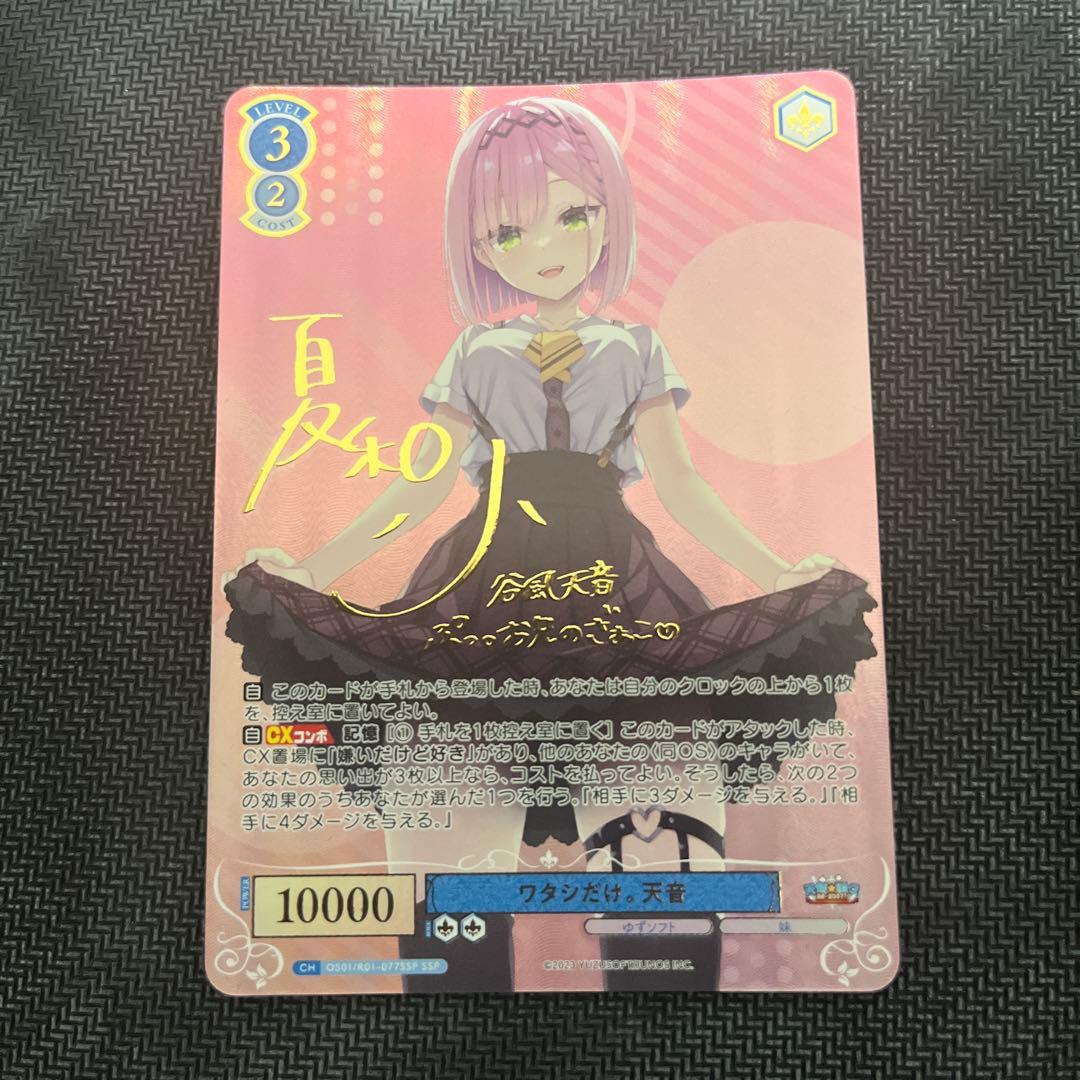 LEVEL
3
2
COST
夏和小
谷風天音
自 このカードが手札から登場した時、あなたは自分のクロックの上から1枚
を、控え室に置いてよい。
自 CXコンボ 記憶 [① 手札を1枚控え室に置く] このカードがアタックした時、
CX置場に「嫌いだけど好き」があり、他のあなたの《同OS》のキャラがいて、
あなたの思い出が3枚以上なら、コストを払ってよい。そうしたら、次の2つ
の効果のうちあなたが選んだ1つを行う。『相手に3ダメージを与える。』『相
手に4ダメージを与える。』
POWER
10000
ワタシだけ。天音
ゆずソフト
妹
CH OS01/R01-077SSP SSP
©2023 YUZUSOFT/JUNOS INC.